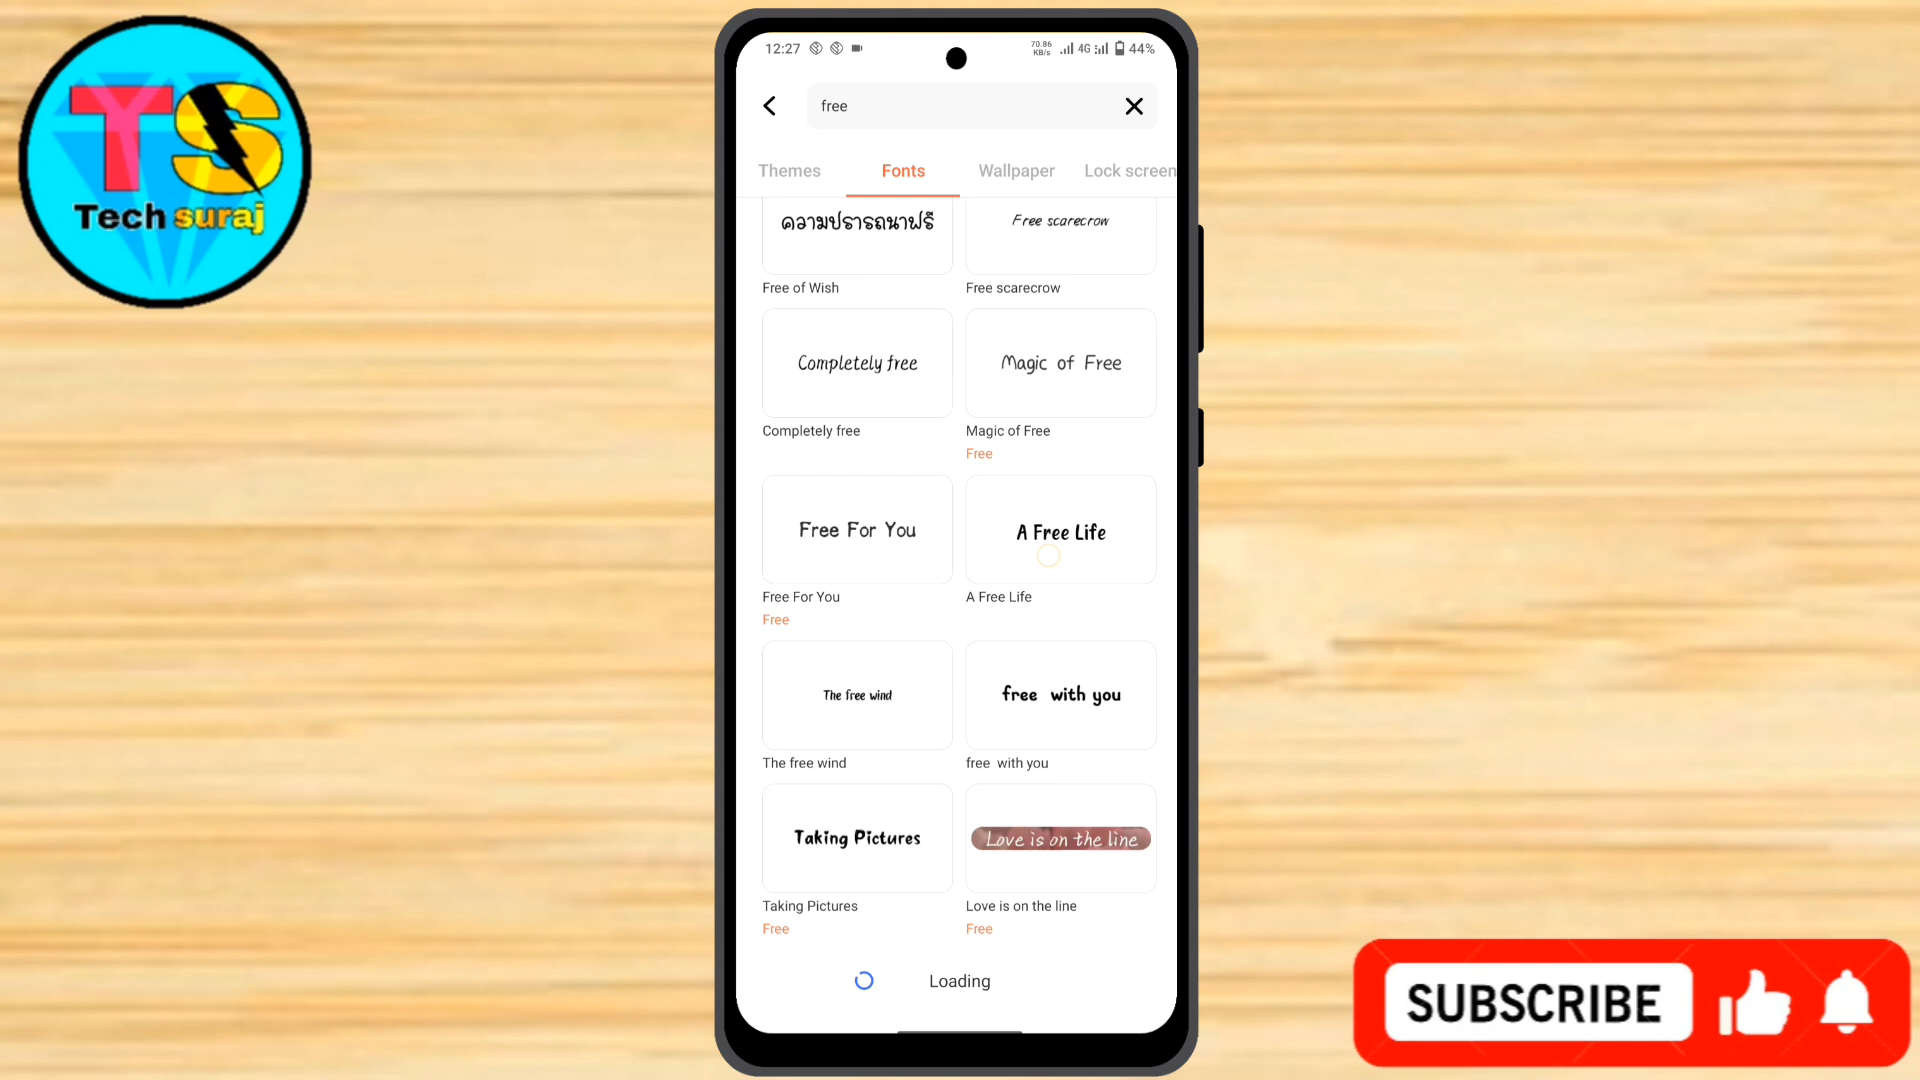 TS
Tech suraj
12:27
70.86
KB/s
4G
44%
free
Themes
Fonts
Wallpaper
Lock screen
ความปรารถนาฟรี
Free scarecrow
Free of Wish
Free scarecrow
Completely free
Magic of Free
Completely free
Magic of Free
Free
Free For You
A Free Life
Free For You
A Free Life
Free
The free wind
free with you
The free wind
free with you
Taking Pictures
Love is on the line
Taking Pictures
Love is on the line
Free
Free
Loading
SUBSCRIBE